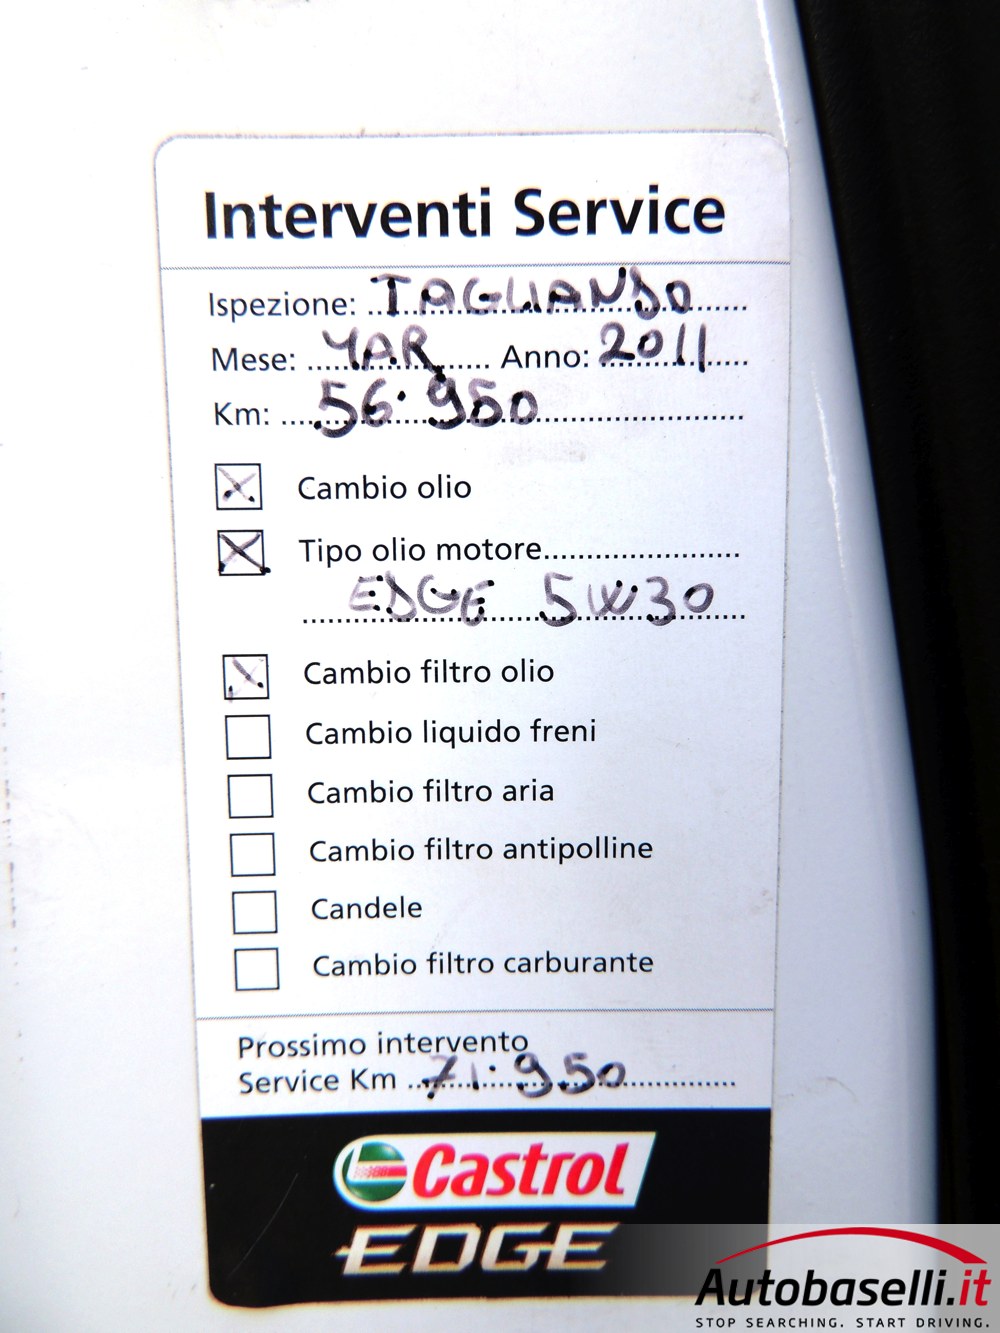 Interventi Service
Ispezione: TAGLIANDO
Mese: MAR Anno: 2011
Km: 56.950
Cambio olio
Tipo olio motore
EDGE 5W30
Cambio filtro olio
Cambio liquido freni
Cambio filtro aria
Cambio filtro antipolline
Candele
Cambio filtro carburante
Prossimo intervento
Service Km 71.950
Castrol
EDGE
Autobaselli.it
STOP SEARCHING. START DRIVING.